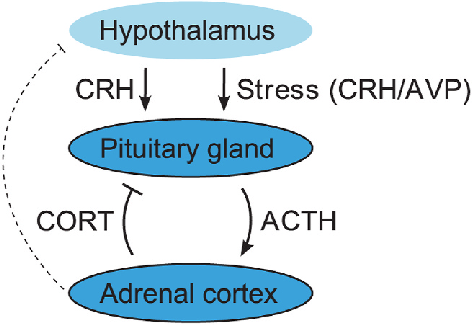 Hypothalamus
CRH
Stress (CRH/AVP)
Pituitary gland
CORT
ACTH
Adrenal cortex